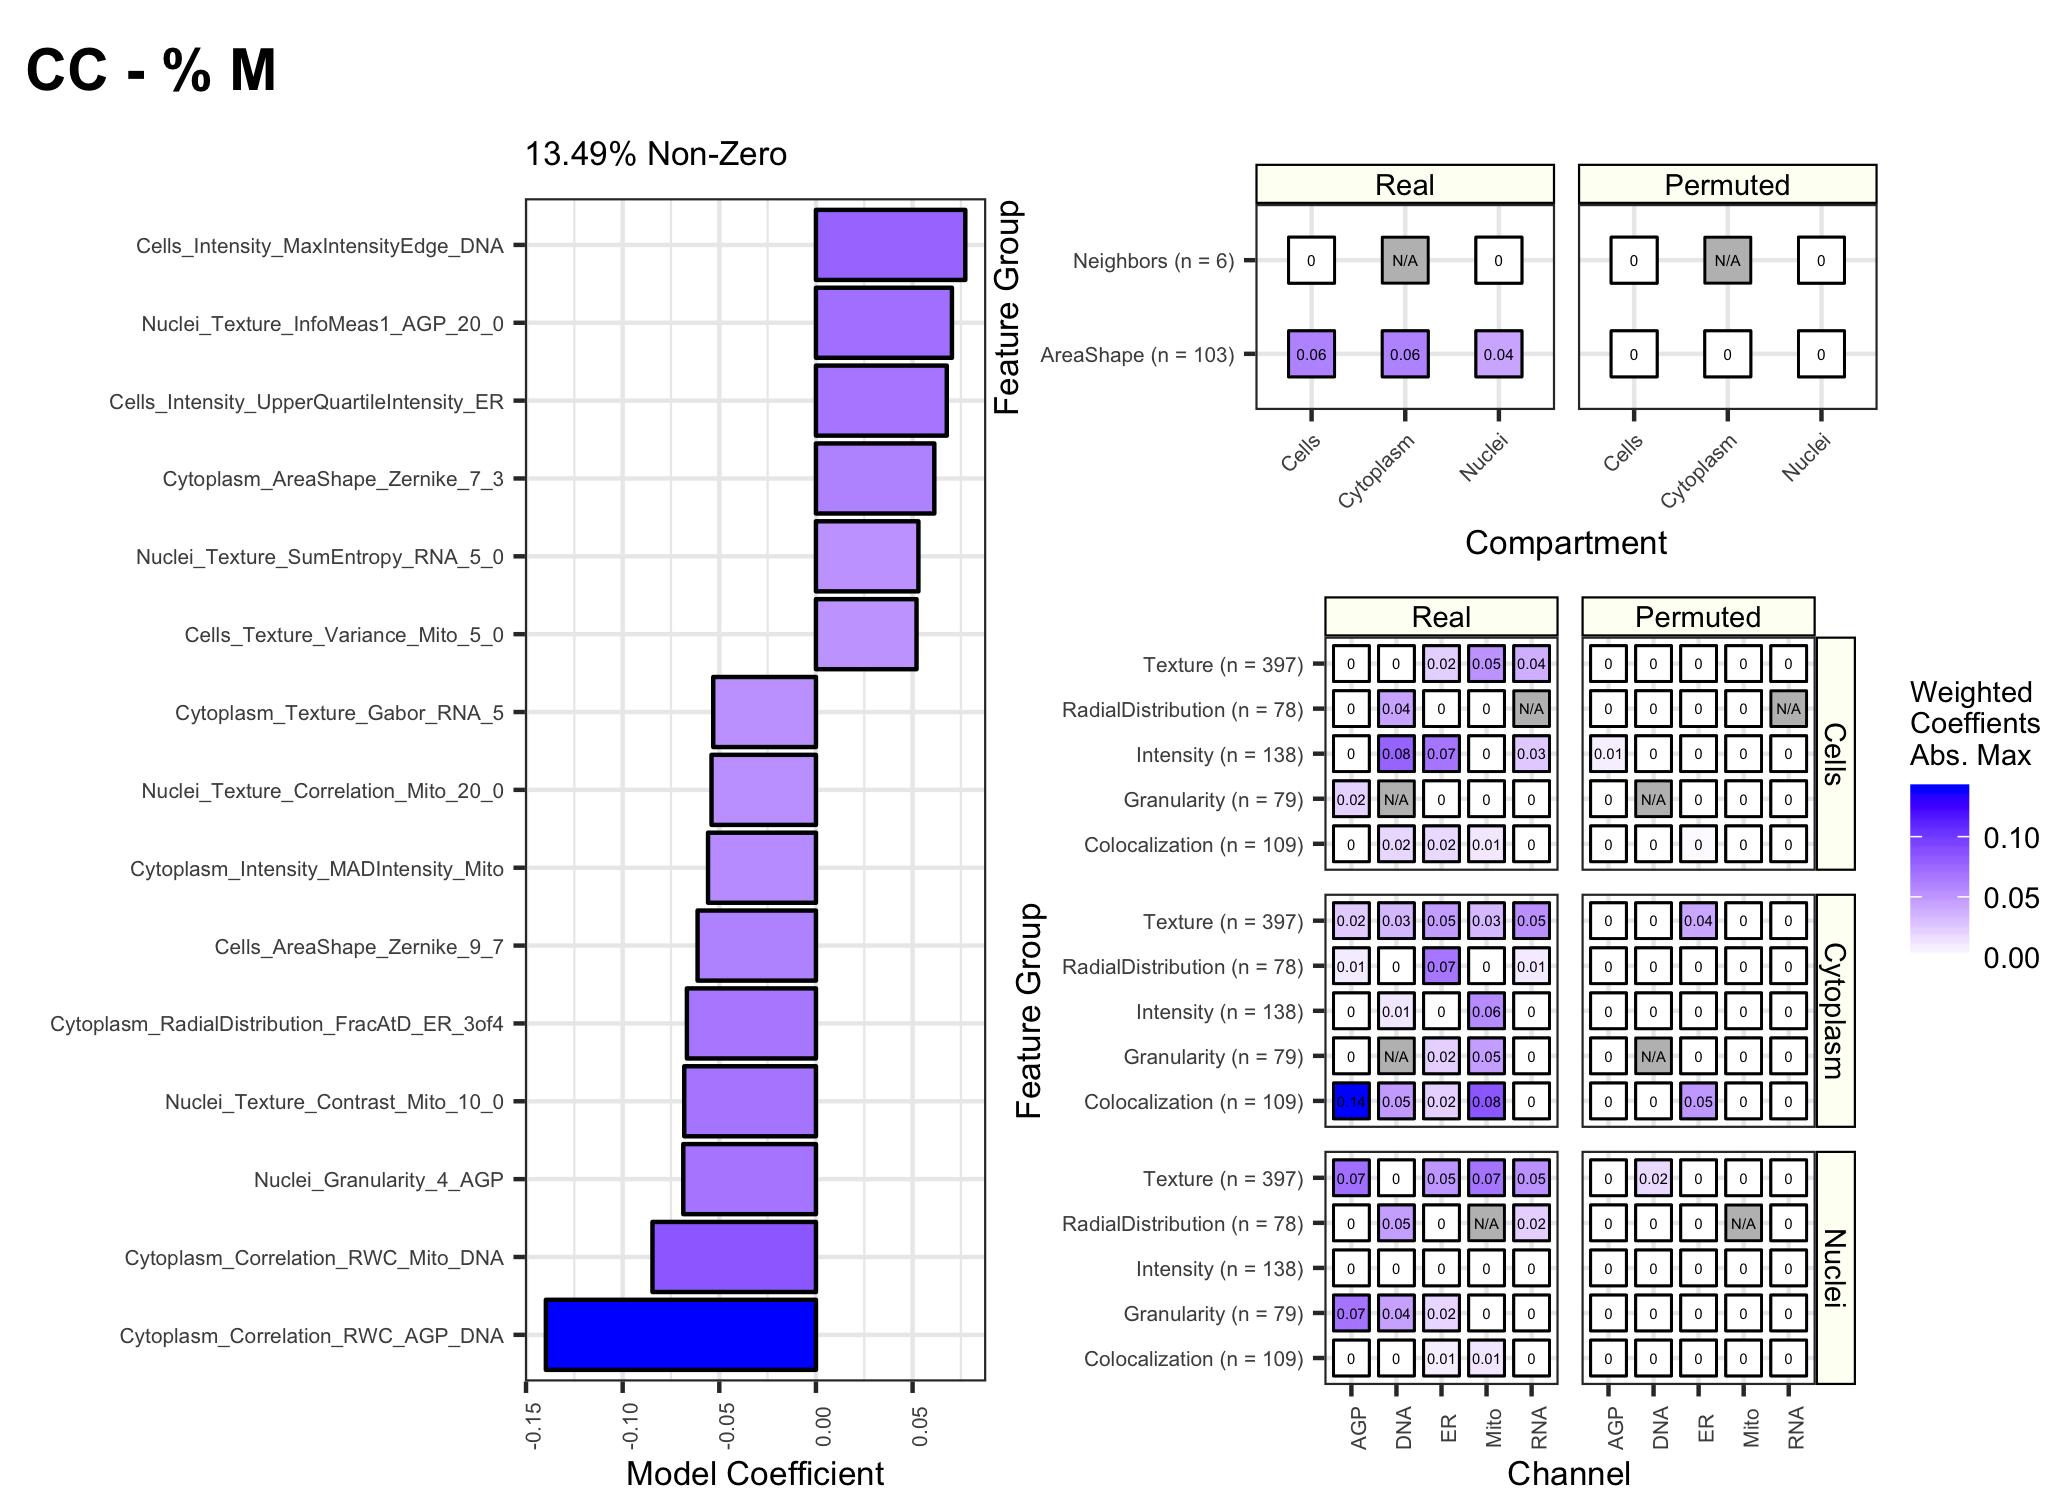 CC - % M
13.49% Non-Zero
Cells_Intensity_MaxIntensityEdge_DNA
Nuclei_Texture_InfoMeas1_AGP_20_0
Cells_Intensity_UpperQuartileIntensity_ER
Cytoplasm_AreaShape_Zernike_7_3
Nuclei_Texture_SumEntropy_RNA_5_0
Cells_Texture_Variance_Mito_5_0
Cytoplasm_Texture_Gabor_RNA_5
Nuclei_Texture_Correlation_Mito_20_0
Cytoplasm_Intensity_MADIntensity_Mito
Cells_AreaShape_Zernike_9_7
Cytoplasm_RadialDistribution_FracAtD_ER_3of4
Nuclei_Texture_Contrast_Mito_10_0
Nuclei_Granularity_4_AGP
Cytoplasm_Correlation_RWC_Mito_DNA
Cytoplasm_Correlation_RWC_AGP_DNA
-0.15 -0.10 -0.05 0.00 0.05
Model Coefficient
Feature Group
Real Permuted
Neighbors (n = 6) 0 N/A 0 0 N/A 0
AreaShape (n = 103) 0.06 0.06 0.04 0 0 0
Cells Cytoplasm Nuclei Cells Cytoplasm Nuclei
Compartment
Feature Group
Real Permuted
Cells
Texture (n = 397) 0 0 0.02 0.05 0.04 0 0 0 0 0
RadialDistribution (n = 78) 0 0.04 0 0 N/A 0 0 0 0 N/A
Intensity (n = 138) 0 0.08 0.07 0 0.03 0.01 0 0 0 0
Granularity (n = 79) 0.02 N/A 0 0 0 0 N/A 0 0 0
Colocalization (n = 109) 0 0.02 0.02 0.01 0 0 0 0 0 0
Cytoplasm
Texture (n = 397) 0.02 0.03 0.05 0.03 0.05 0 0 0.04 0 0
RadialDistribution (n = 78) 0.01 0 0.07 0 0.01 0 0 0 0 0
Intensity (n = 138) 0 0.01 0 0.06 0 0 0 0 0 0
Granularity (n = 79) 0 N/A 0.02 0.05 0 0 N/A 0 0 0
Colocalization (n = 109) 0.14 0.05 0.02 0.08 0 0 0 0.05 0 0
Nuclei
Texture (n = 397) 0.07 0 0.05 0.07 0.05 0 0.02 0 0 0
RadialDistribution (n = 78) 0 0.05 0 N/A 0.02 0 0 0 N/A 0
Intensity (n = 138) 0 0 0 0 0 0 0 0 0 0
Granularity (n = 79) 0.07 0.04 0.02 0 0 0 0 0 0 0
Colocalization (n = 109) 0 0 0.01 0.01 0 0 0 0 0 0
AGP DNA ER Mito RNA AGP DNA ER Mito RNA
Channel
Weighted
Coeffients
Abs. Max
0.10
0.05
0.00